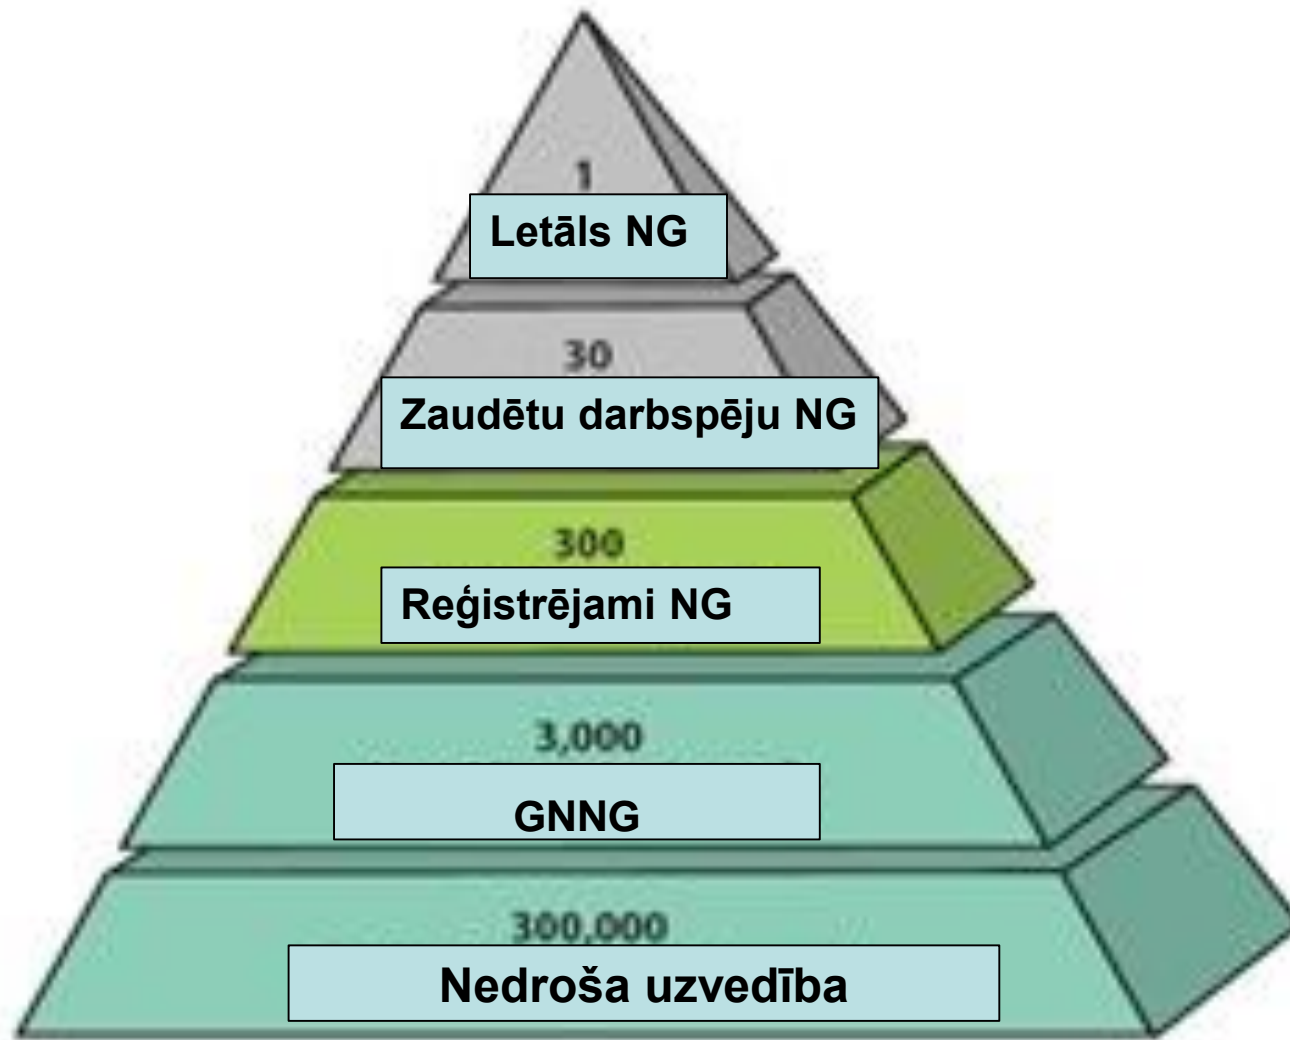 1
Letāls NG
30
Zaudētu darbspēju NG
300
Reģistrējami NG
3,000
GNNG
300,000
Nedroša uzvedība